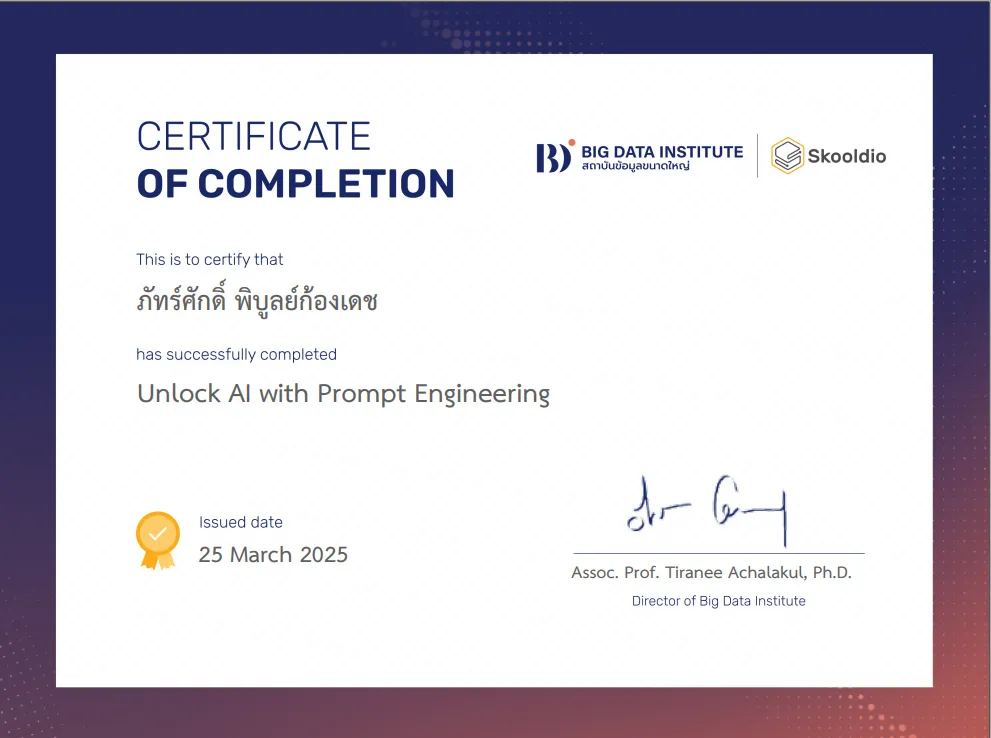 CERTIFICATE
OF COMPLETION
BIG DATA INSTITUTE
สถาบันข้อมูลขนาดใหญ่
Skooldio
This is to certify that
ภัทร์ศักดิ์ พิบูลย์ก้องเดช
has successfully completed
Unlock AI with Prompt Engineering
Issued date
25 March 2025
Assoc. Prof. Tiranee Achalakul, Ph.D.
Director of Big Data Institute